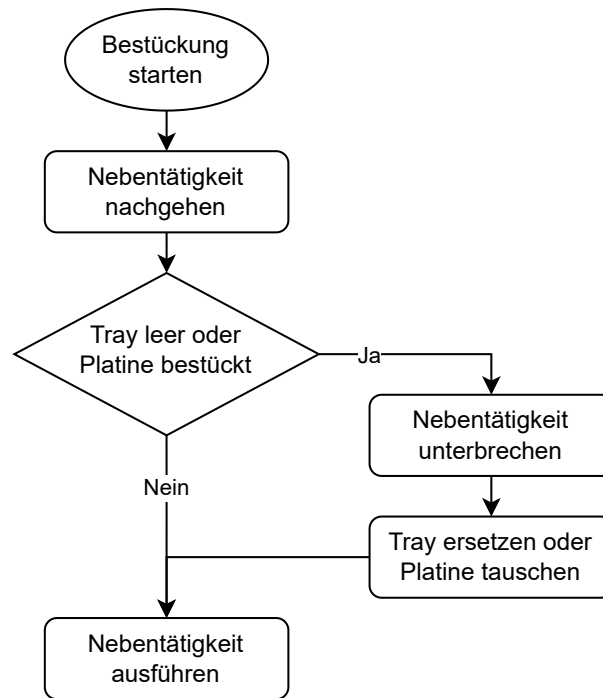 Bestückung
starten
Nebentätigkeit
nachgehen
Tray leer oder
Platine bestückt
Ja
Nebentätigkeit
unterbrechen
Nein
Tray ersetzen oder
Platine tauschen
Nebentätigkeit
ausführen